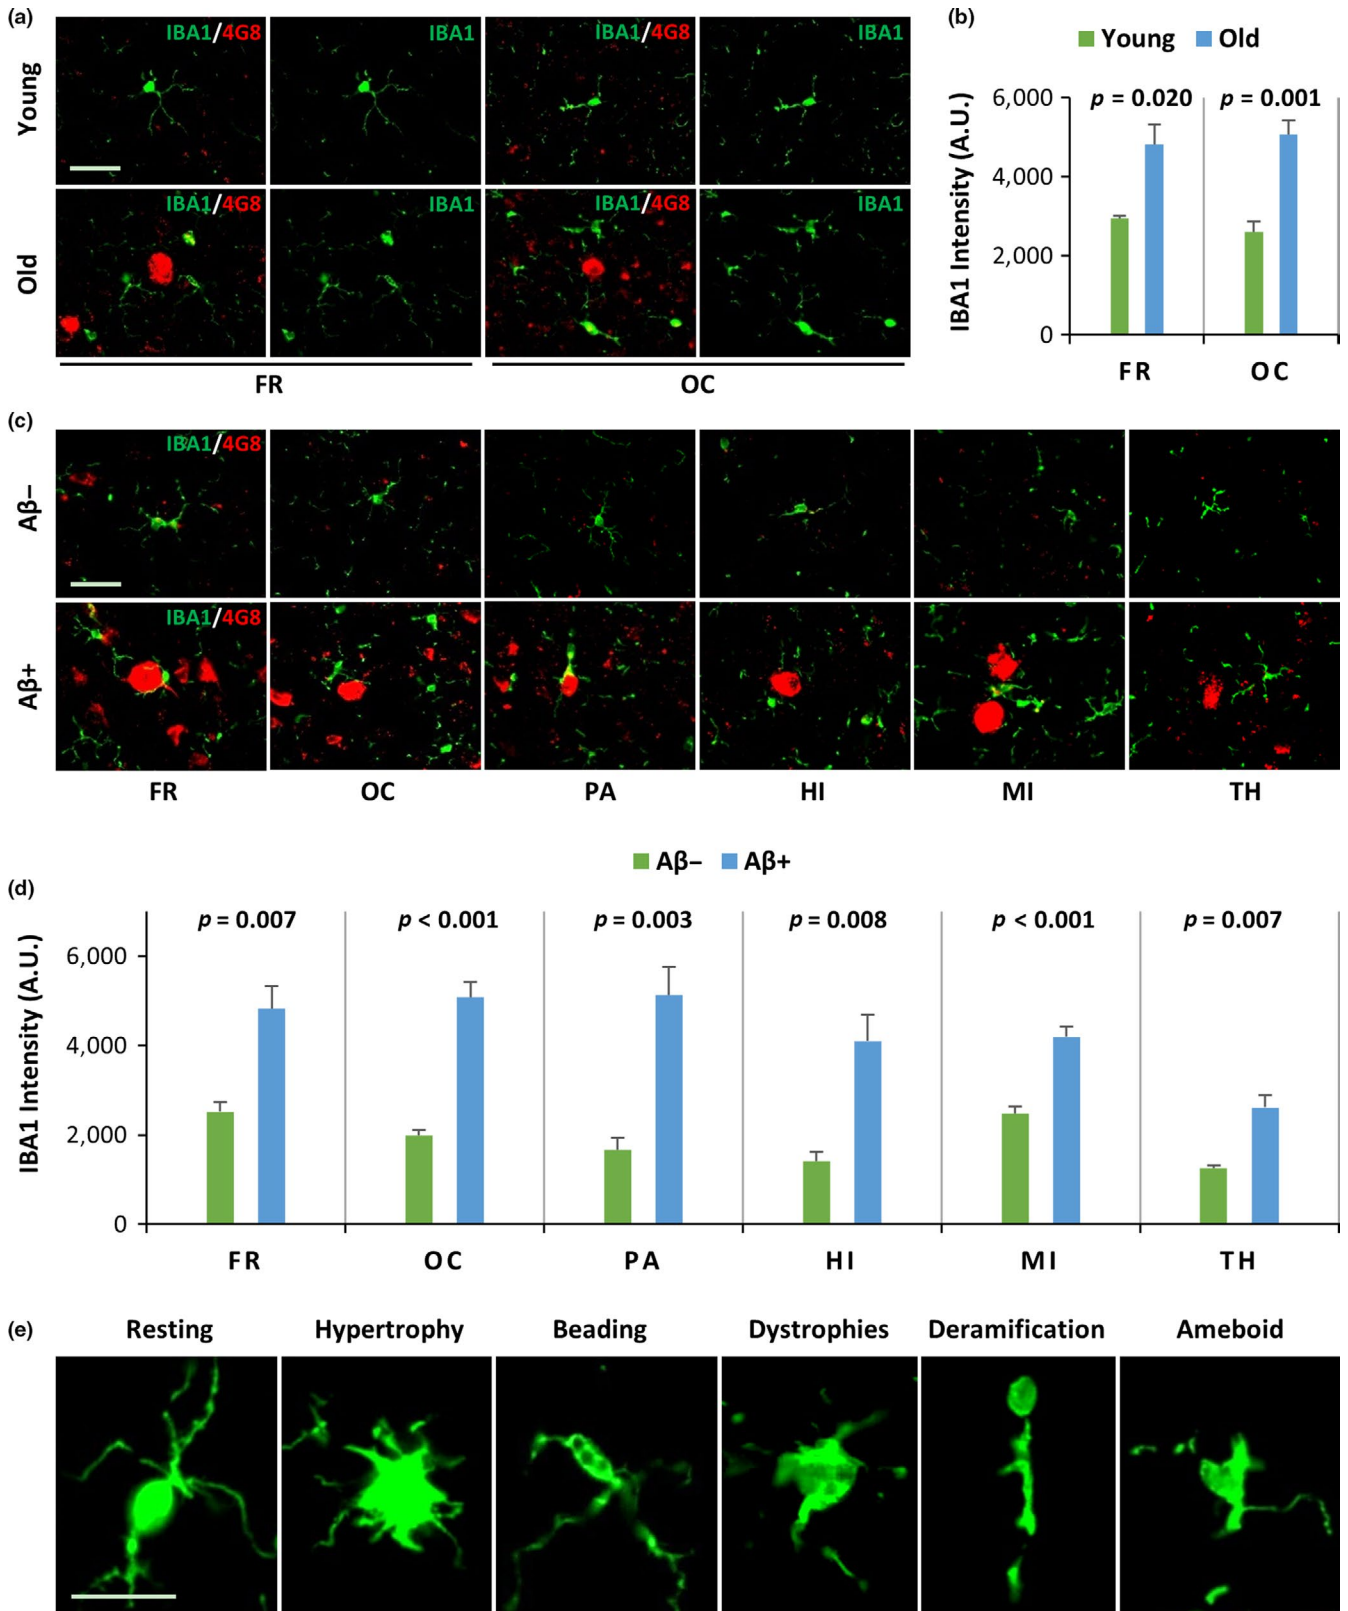 (a)
IBA1/4G8 IBA1 IBA1/4G8 IBA1
Young
IBA1/4G8 IBA1 IBA1/4G8 IBA1
Old
FR OC
(b)
Young Old
IBA1 Intensity (A.U.)
6,000
4,000
2,000
0
p = 0.020 p = 0.001
FR OC
(c)
IBA1/4G8
Aβ−
IBA1/4G8
Aβ+
FR OC PA HI MI TH
Aβ− Aβ+
(d)
IBA1 Intensity (A.U.)
p = 0.007 p < 0.001 p = 0.003 p = 0.008 p < 0.001 p = 0.007
6,000
4,000
2,000
0
FR OC PA HI MI TH
(e)
Resting Hypertrophy Beading Dystrophies Deramification Ameboid